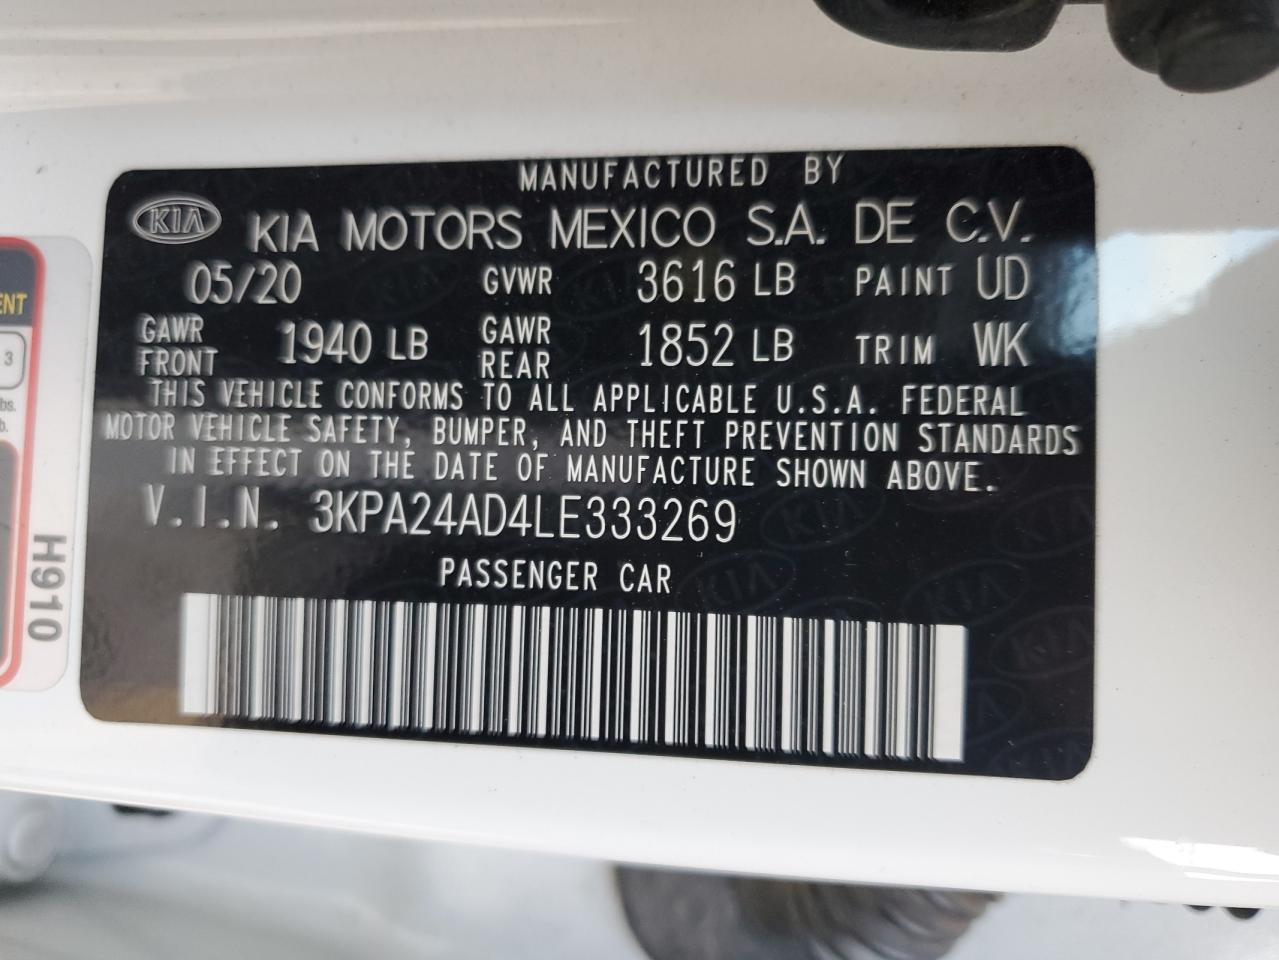 MANUFACTURED BY
KIA KIA MOTORS MEXICO S.A. DE C.V.
05/20 GVWR 3616 LB PAINT UD
GAWR FRONT 1940 LB GAWR REAR 1852 LB TRIM WK
THIS VEHICLE CONFORMS TO ALL APPLICABLE U.S.A. FEDERAL
MOTOR VEHICLE SAFETY, BUMPER, AND THEFT PREVENTION STANDARDS
IN EFFECT ON THE DATE OF MANUFACTURE SHOWN ABOVE.
V.I.N. 3KPA24AD4LE333269
PASSENGER CAR
3
H910